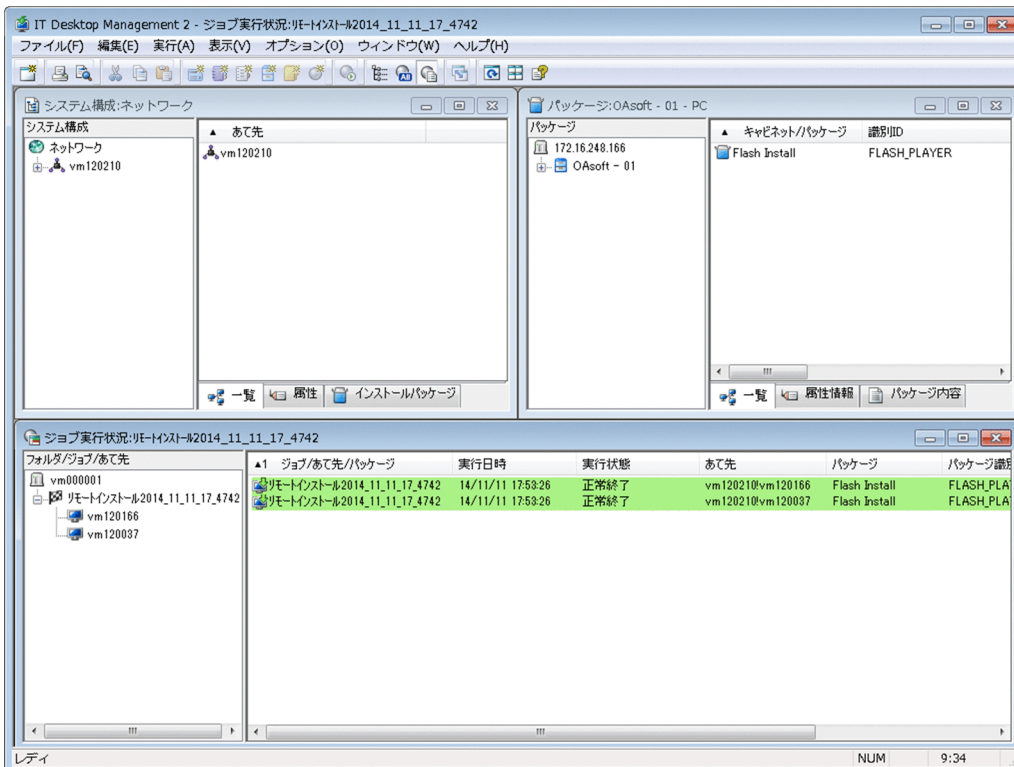 IT Desktop Management 2 - ジョブ実行状況:ﾘﾓｰﾄｲﾝｽﾄｰﾙ2014_11_11_17_4742
ファイル(F) 編集(E) 実行(A) 表示(V) オプション(O) ウィンドウ(W) ヘルプ(H)
システム構成:ネットワーク
システム構成
ネットワーク
vm120210
▲ あて先
vm120210
一覧 属性 インストールパッケージ
パッケージ:OAsoft - 01 - PC
パッケージ
172.16.248.166
OAsoft - 01
▲ キャビネット/パッケージ 識別ID
Flash Install FLASH_PLAYER
一覧 属性情報 パッケージ内容
ジョブ実行状況:ﾘﾓｰﾄｲﾝｽﾄｰﾙ2014_11_11_17_4742
フォルダ/ジョブ/あて先
vm000001
ﾘﾓｰﾄｲﾝｽﾄｰﾙ2014_11_11_17_4742
vm120166
vm120037
▲1 ジョブ/あて先/パッケージ 実行日時 実行状態 あて先 パッケージ パッケージ識
ﾘﾓｰﾄｲﾝｽﾄｰﾙ2014_11_11_17_4742 14/11/11 17:53:26 正常終了 vm120210!vm120166 Flash Install FLASH_PLA
ﾘﾓｰﾄｲﾝｽﾄｰﾙ2014_11_11_17_4742 14/11/11 17:53:26 正常終了 vm120210!vm120037 Flash Install FLASH_PLA
レディ NUM 9:34